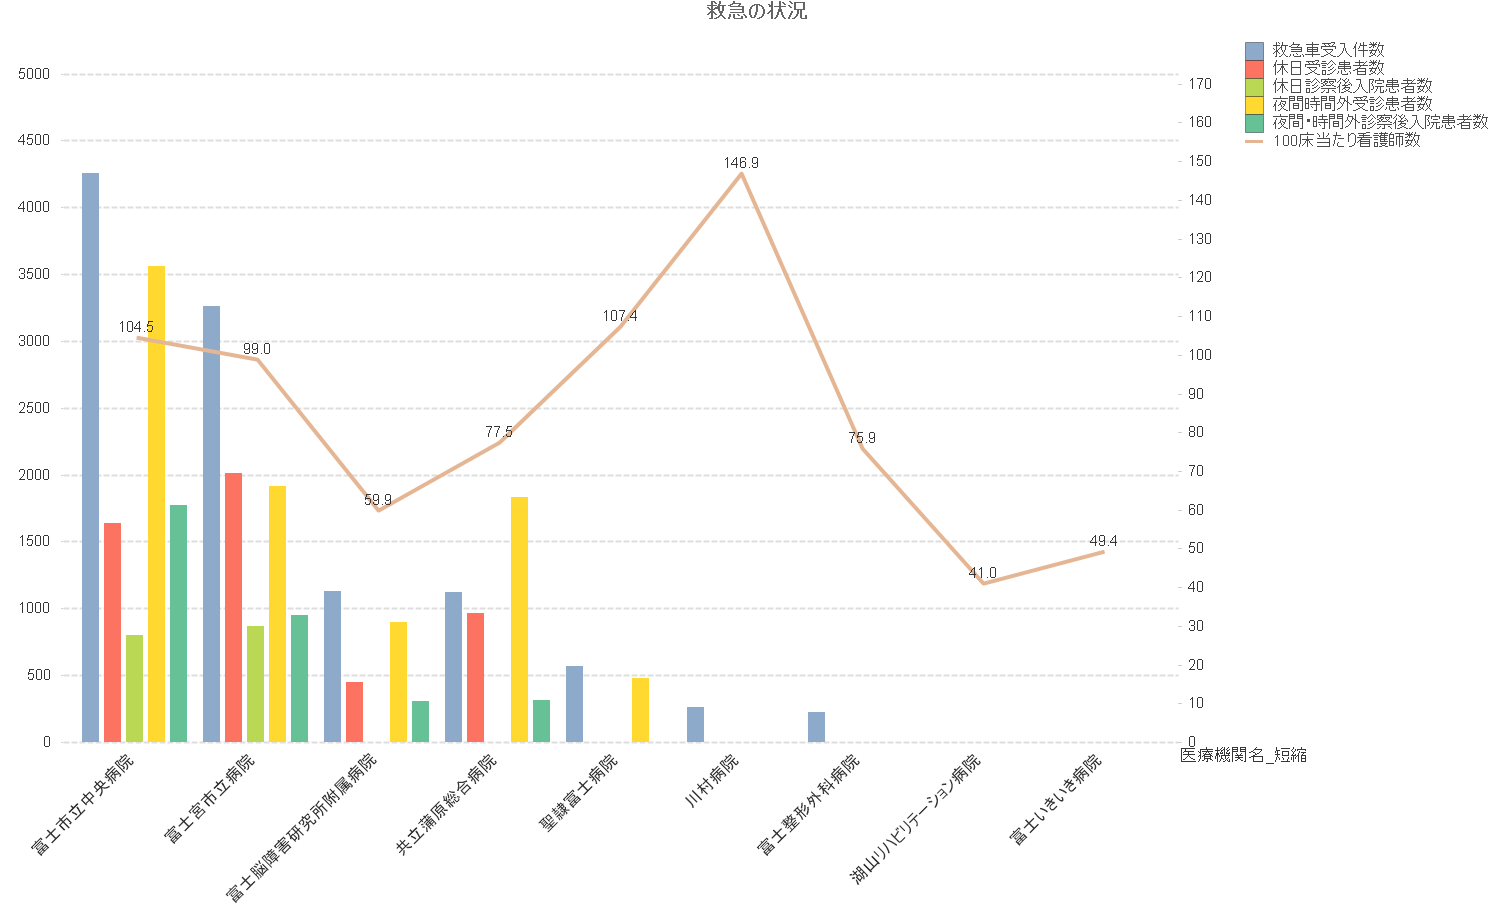 救急の状況
救急車受入件数
休日受診患者数
休日診察後入院患者数
夜間時間外受診患者数
夜間・時間外診察後入院患者数
100床当たり看護師数
5000
4500
4000
3500
3000
2500
2000
1500
1000
500
0
170
160
150
140
130
120
110
100
90
80
70
60
50
40
30
20
10
0
104.5
99.0
59.9
77.5
107.4
146.9
75.9
41.0
49.4
富士市立中央病院
富士宮市立病院
富士脳障害研究所附属病院
共立蒲原総合病院
聖隷富士病院
川村病院
富士整形外科病院
湖山リハビリテーション病院
富士いきいき病院
医療機関名_短縮